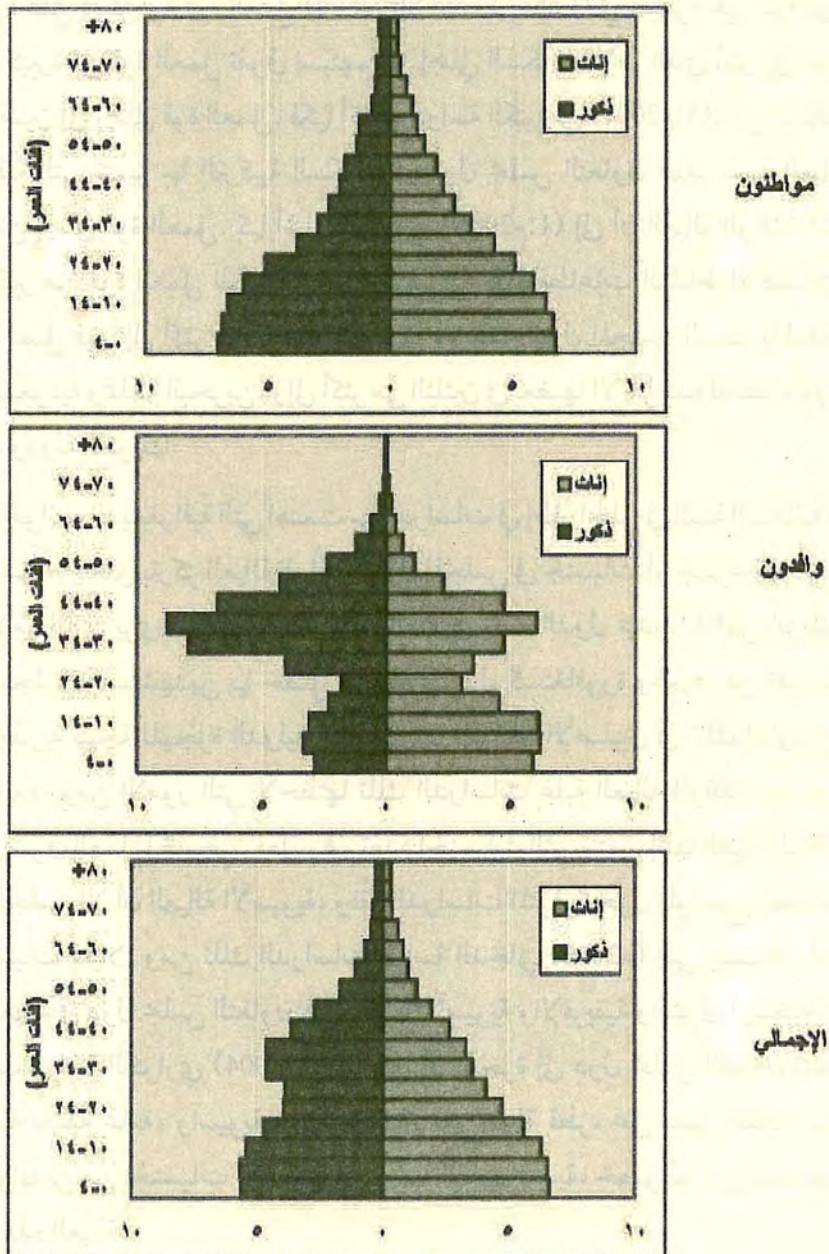 +٨٠
٧٤-٧٠
٦٤-٦٠
٥٤-٥٠
٤٤-٤٠
٣٤-٣٠
٢٤-٢٠
١٤-١٠
٤-٠
(فئات العمر)
إناث
ذكور
١٠ ٥ ٠ ٥ ١٠
مواطنون
+٨٠
٧٤-٧٠
٦٤-٦٠
٥٤-٥٠
٤٤-٤٠
٣٤-٣٠
٢٤-٢٠
١٤-١٠
٤-٠
(فئات العمر)
إناث
ذكور
١٠ ٥ ٠ ٥ ١٠
وافدون
+٨٠
٧٤-٧٠
٦٤-٦٠
٥٤-٥٠
٤٤-٤٠
٣٤-٣٠
٢٤-٢٠
١٤-١٠
٤-٠
(فئات العمر)
إناث
ذكور
١٠ ٥ ٠ ٥ ١٠
الإجمالي